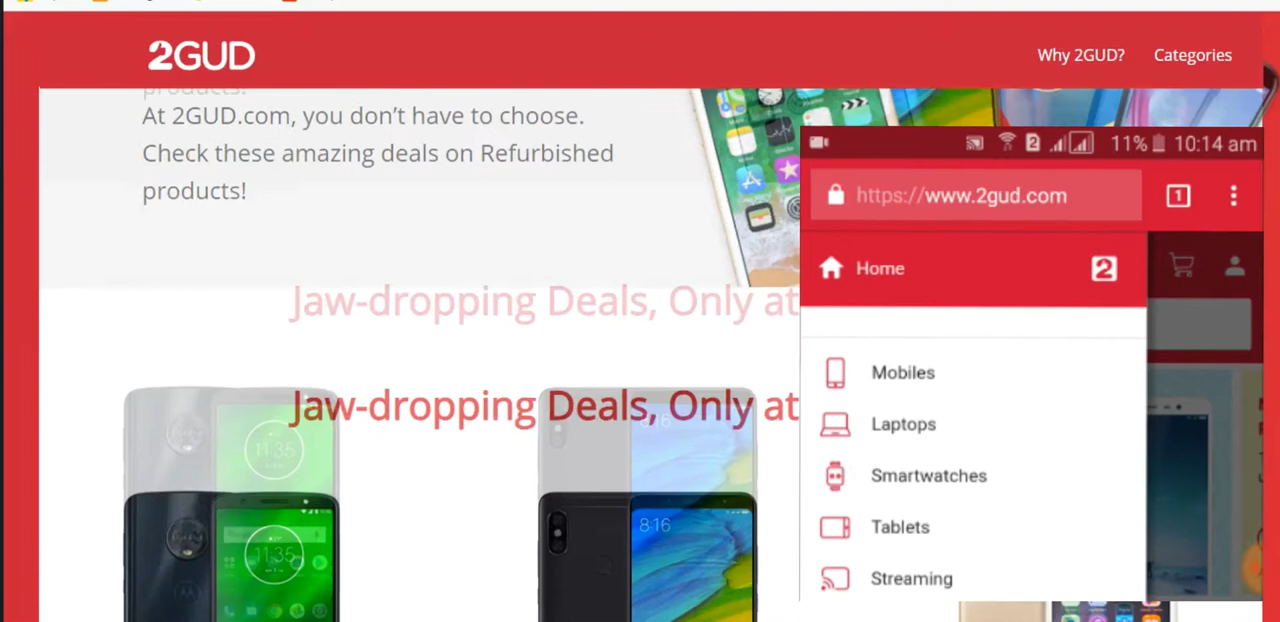 2GUD
Why 2GUD?
Categories
products!
At 2GUD.com, you don't have to choose.
Check these amazing deals on Refurbished
products!
Jaw-dropping Deals, Only at
Jaw-dropping Deals, Only at
11:35
11:35
8:16
8:16
2
11%
10:14 am
https://www.2gud.com
1
Home
2
Mobiles
Laptops
Smartwatches
Tablets
Streaming